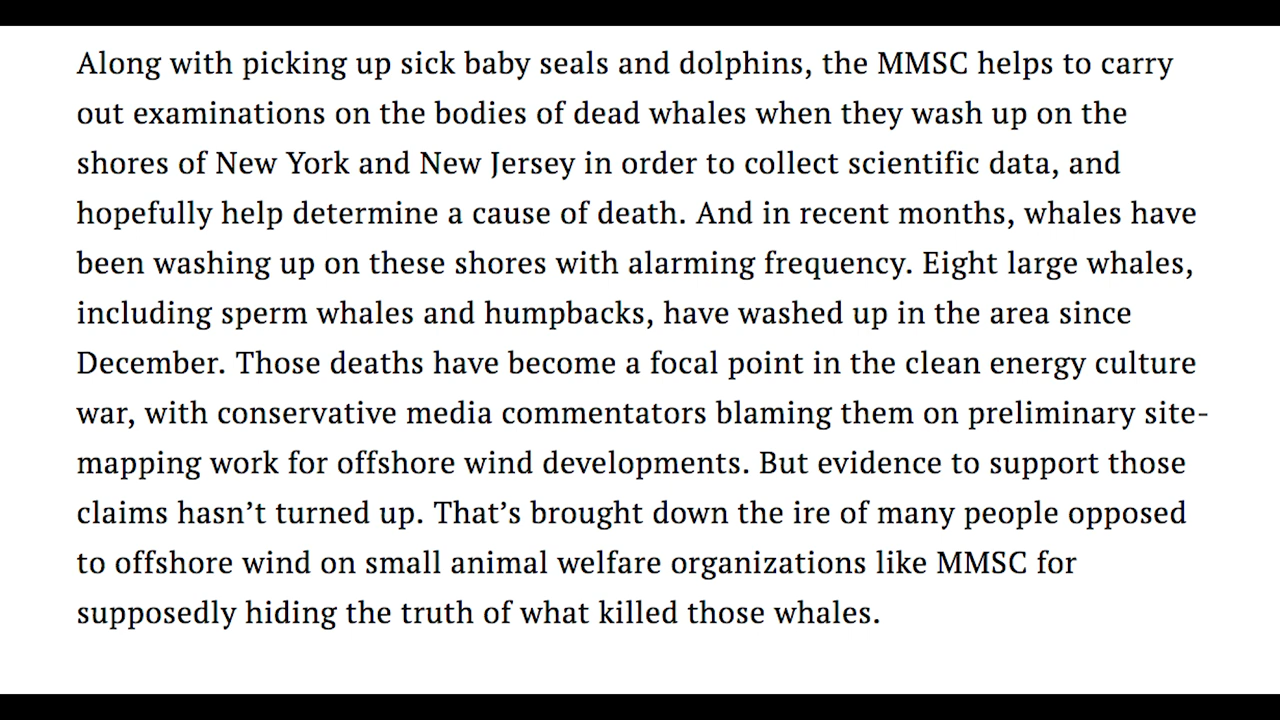 Along with picking up sick baby seals and dolphins, the MMSC helps to carry
out examinations on the bodies of dead whales when they wash up on the
shores of New York and New Jersey in order to collect scientific data, and
hopefully help determine a cause of death. And in recent months, whales have
been washing up on these shores with alarming frequency. Eight large whales,
including sperm whales and humpbacks, have washed up in the area since
December. Those deaths have become a focal point in the clean energy culture
war, with conservative media commentators blaming them on preliminary site-
mapping work for offshore wind developments. But evidence to support those
claims hasn’t turned up. That’s brought down the ire of many people opposed
to offshore wind on small animal welfare organizations like MMSC for
supposedly hiding the truth of what killed those whales.